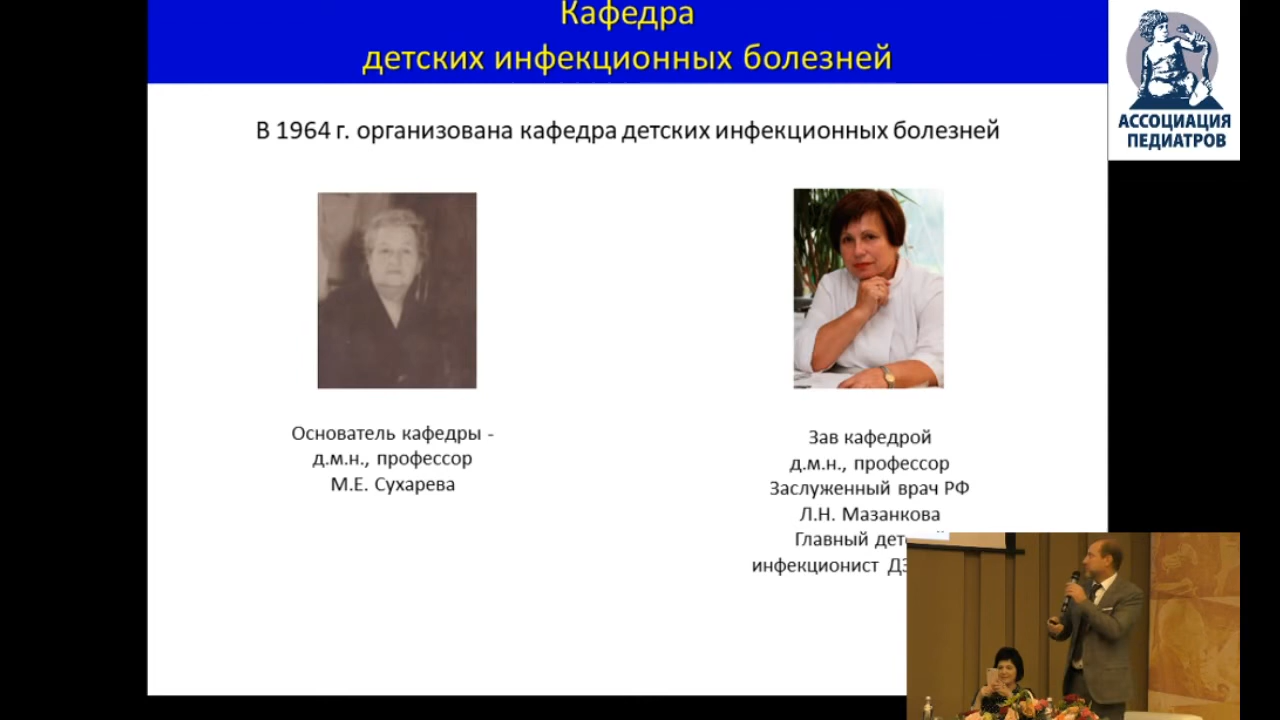 Кафедра
детских инфекционных болезней
АССОЦИАЦИЯ
ПЕДИАТРОВ
В 1964 г. организована кафедра детских инфекционных болезней
Основатель кафедры -
д.м.н., профессор
М.Е. Сухарева
Зав кафедрой
д.м.н., профессор
Заслуженный врач РФ
Л.Н. Мазанкова
Главный
инфекционист